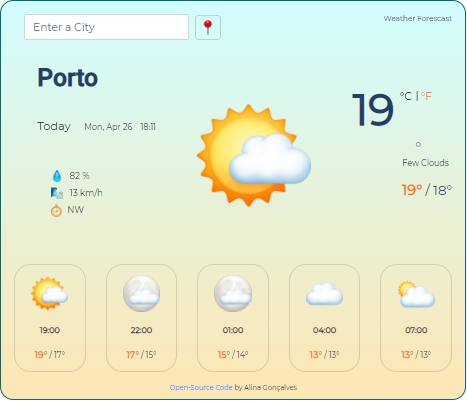 Enter a City
Weather Forescast
Porto
Today Mon, Apr 26 18:11
19 °C | °F
82 %
13 km/h
NW
Few Clouds
19° / 18°
19:00 22:00 01:00 04:00 07:00
19° / 17° 17° / 15° 15° / 14° 13° / 13° 13° / 13°
Open-Source Code by Alina Gonçalves